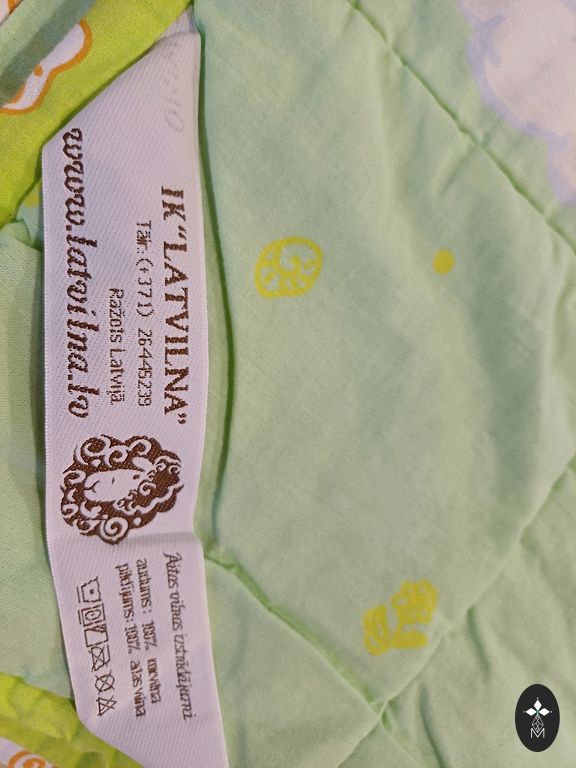 IK "LATVILNA"
Tālr.: (+371) 26445239
Ražots Latvijā
www.latvilna.lv
Aitas vilnas izstrādājumi
audums: 100% kokvilna
pildījums: 100% aitas vilna
M